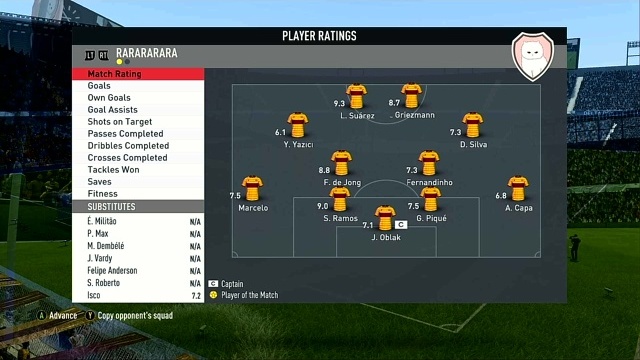 PLAYER RATINGS
LT RT RARARARARA
Match Rating
Goals
Own Goals
Goal Assists
Shots on Target
Passes Completed
Dribbles Completed
Crosses Completed
Tackles Won
Saves
Fitness
SUBSTITUTES
É. Militão N/A
P. Max N/A
M. Dembélé N/A
J. Vardy N/A
Felipe Anderson N/A
S. Roberto N/A
Isco 7.2
9.3 L. Suárez
8.7 Griezmann
6.1 Y. Yazıcı
7.3 D. Silva
8.8 F. de Jong
7.3 Fernandinho
7.5 Marcelo
9.0 S. Ramos
7.5 G. Piqué
6.8 A. Capa
7.1 C
J. Oblak
C Captain
Player of the Match
A Advance Y Copy opponent's squad